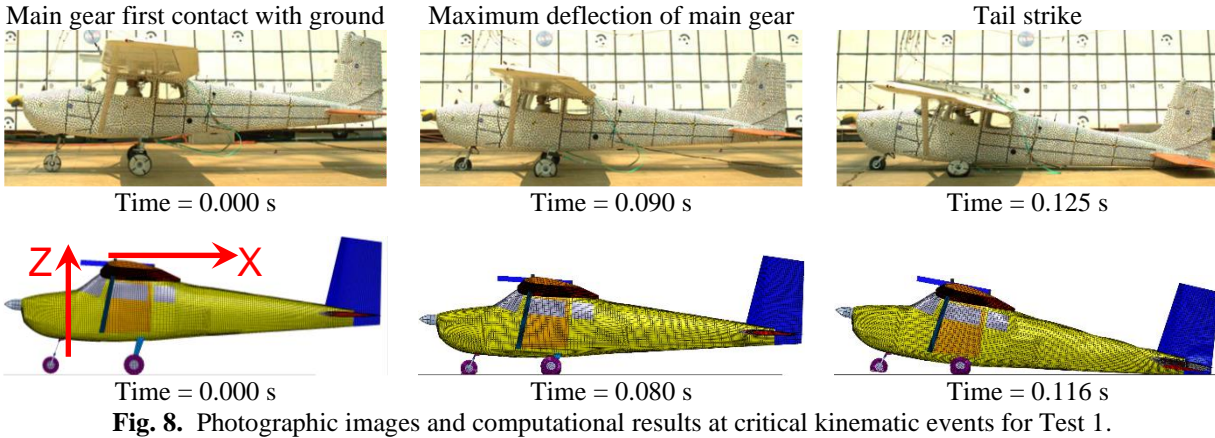 Main gear first contact with ground
Maximum deflection of main gear
Tail strike
Time = 0.000 s
Time = 0.090 s
Time = 0.125 s
Z
X
Time = 0.000 s
Time = 0.080 s
Time = 0.116 s
Fig. 8. Photographic images and computational results at critical kinematic events for Test 1.